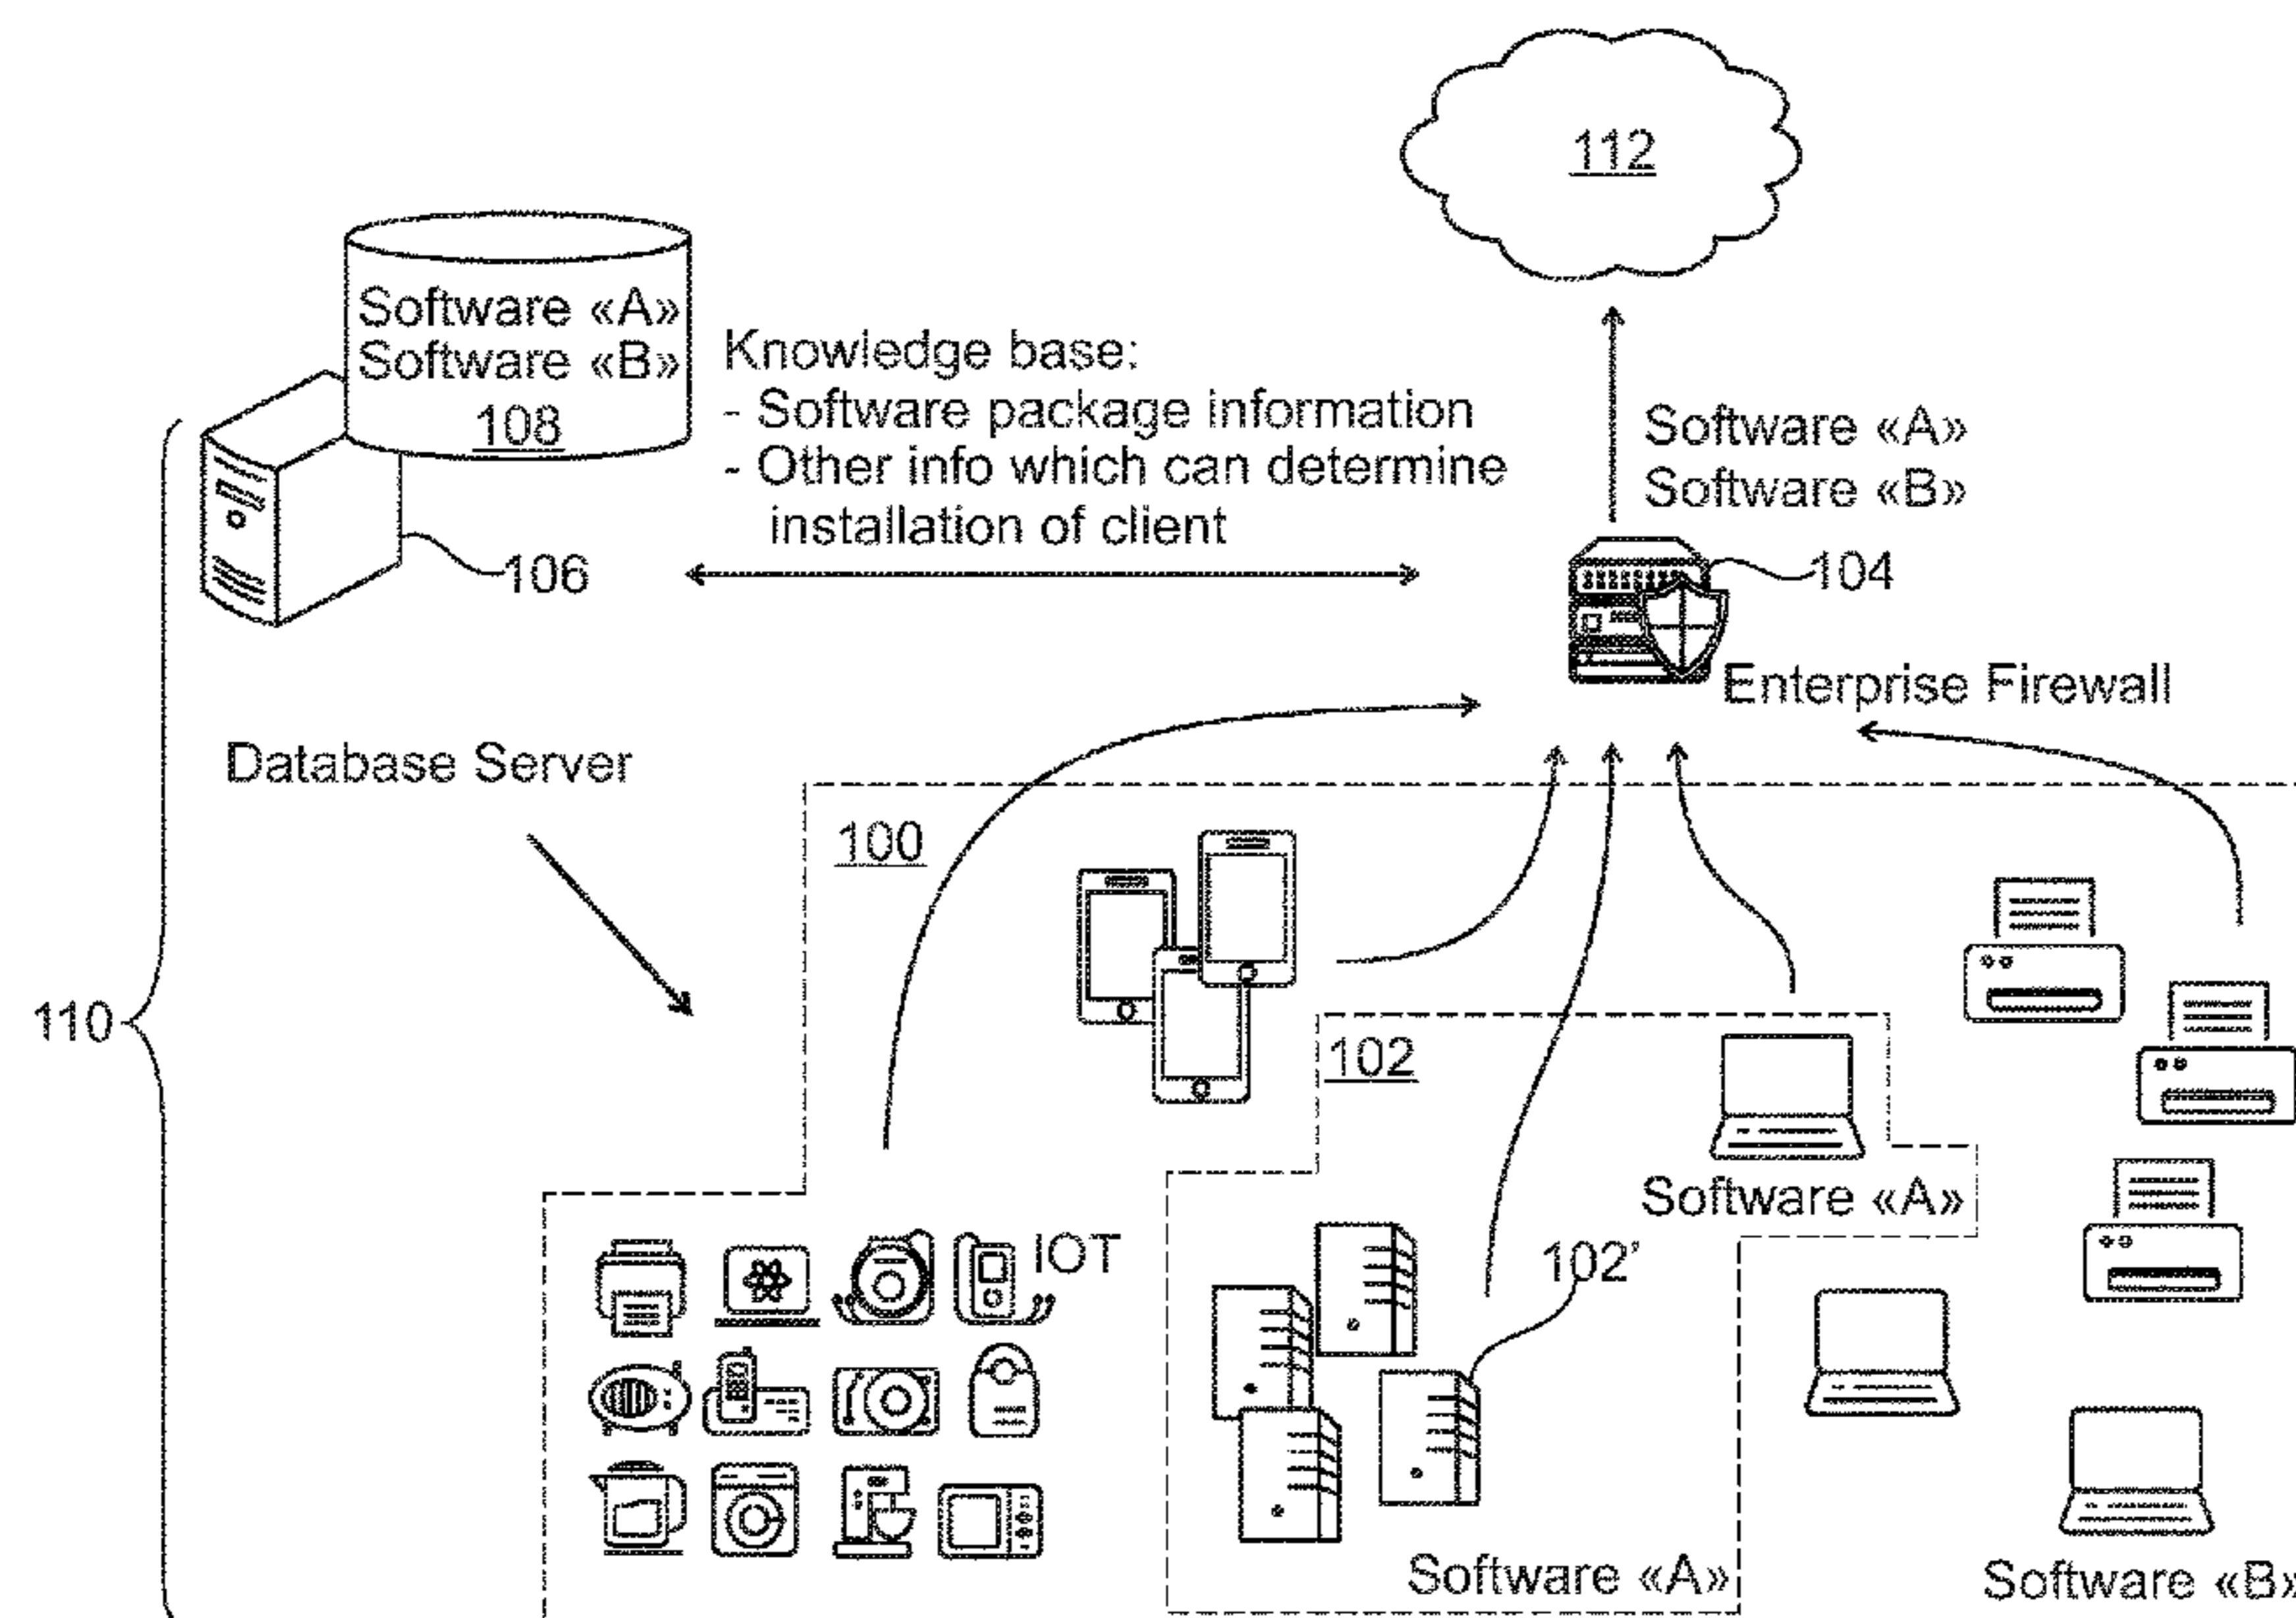 112
Software «A»
Software «B»
108
Knowledge base:
- Software package information
- Other info which can determine
installation of client
Software «A»
Software «B»
106
104
Enterprise Firewall
Database Server
100
110
102
Software «A»
IOT
102'
Software «A»
Software «B»